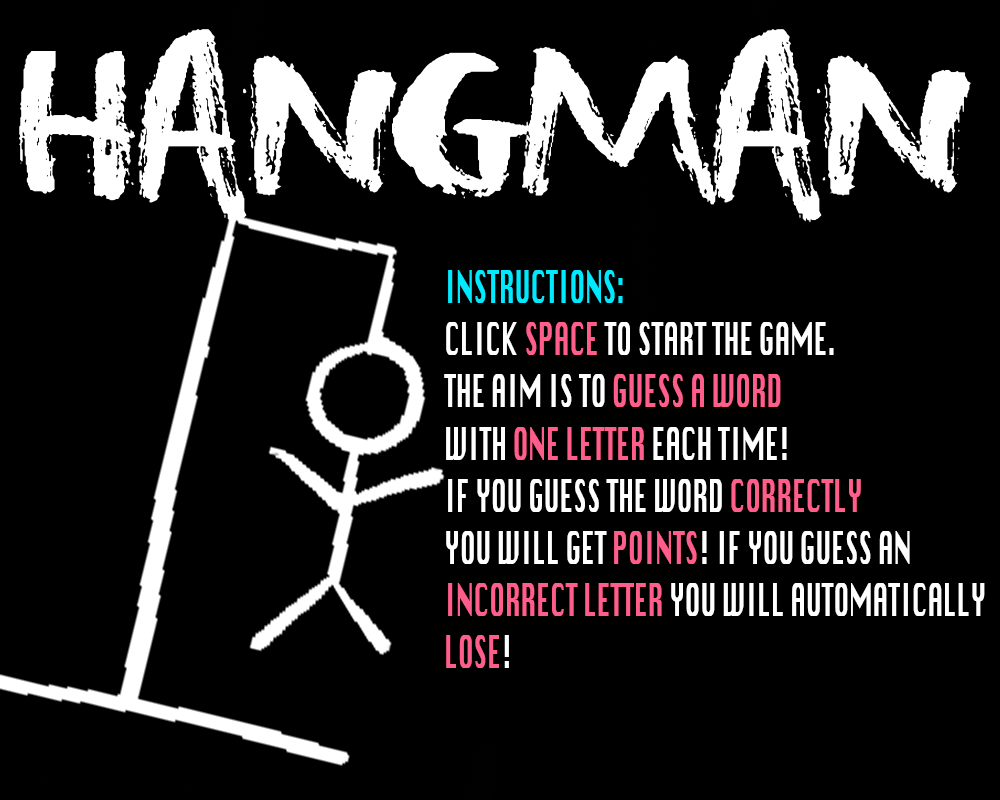 HANGMAN
INSTRUCTIONS:
CLICK SPACE TO START THE GAME.
THE AIM IS TO GUESS A WORD
WITH ONE LETTER EACH TIME!
IF YOU GUESS THE WORD CORRECTLY
YOU WILL GET POINTS! IF YOU GUESS AN
INCORRECT LETTER YOU WILL AUTOMATICALLY
LOSE!